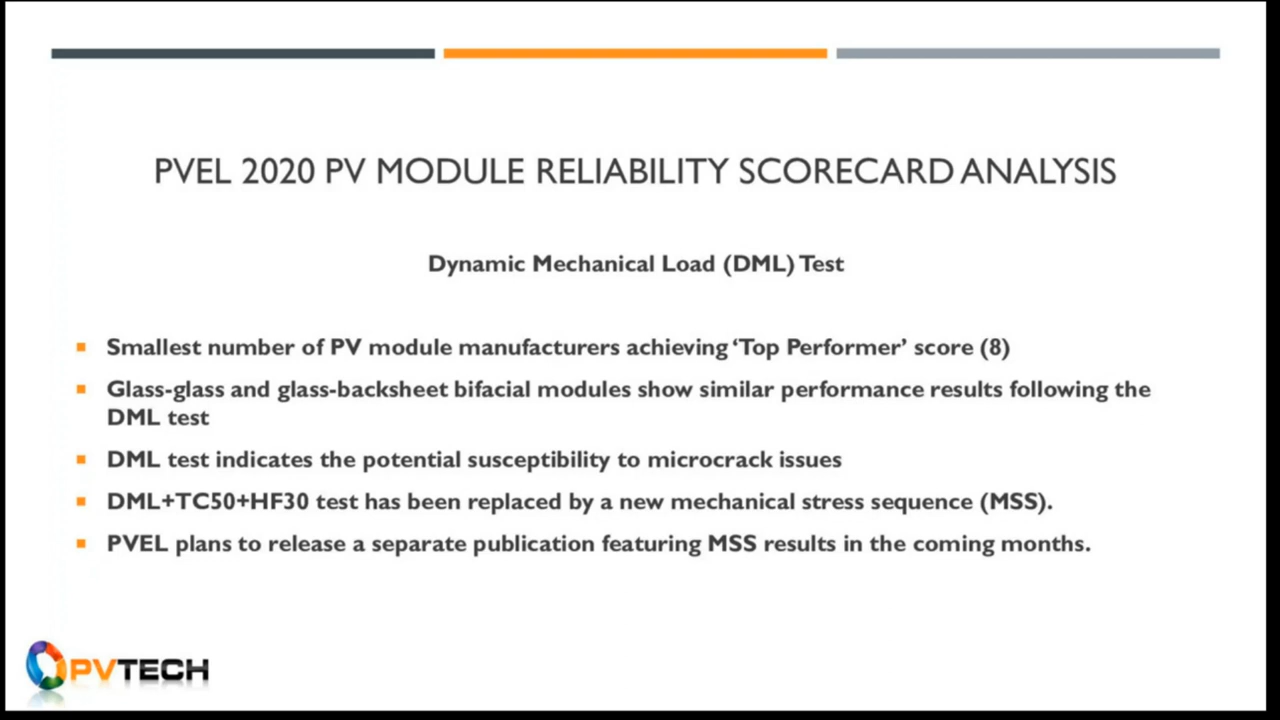 PVEL 2020 PV MODULE RELIABILITY SCORECARD ANALYSIS
Dynamic Mechanical Load (DML) Test
Smallest number of PV module manufacturers achieving ‘Top Performer’ score (8)
Glass-glass and glass-backsheet bifacial modules show similar performance results following the
DML test
DML test indicates the potential susceptibility to microcrack issues
DML+TC50+HF30 test has been replaced by a new mechanical stress sequence (MSS).
PVEL plans to release a separate publication featuring MSS results in the coming months.
PVTECH